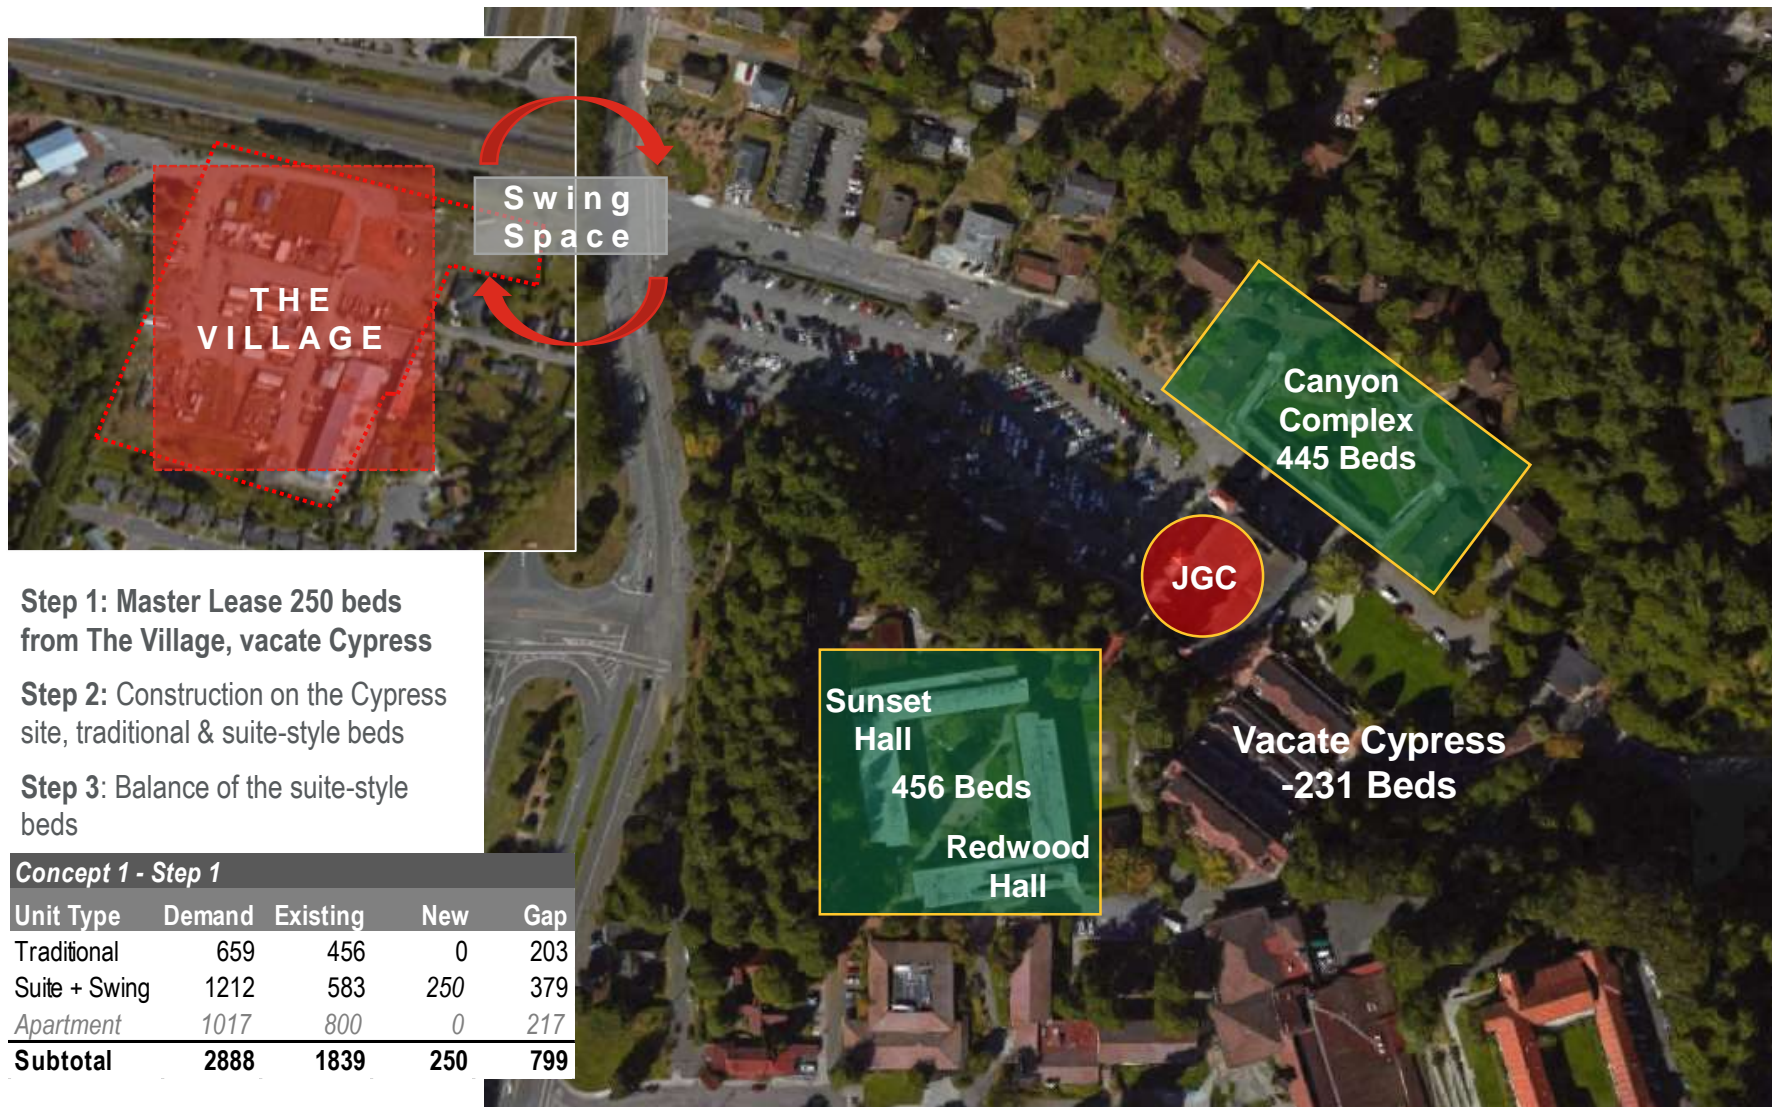 Swing
Space
THE
VILLAGE
Canyon
Complex
445 Beds
JGC
Sunset
Hall
456 Beds
Redwood
Hall
Vacate Cypress
-231 Beds
Step 1: Master Lease 250 beds
from The Village, vacate Cypress
Step 2: Construction on the Cypress
site, traditional & suite-style beds
Step 3: Balance of the suite-style
beds
Concept 1 - Step 1
Unit Type Demand Existing New Gap
Traditional 659 456 0 203
Suite + Swing 1212 583 250 379
Apartment 1017 800 0 217
Subtotal 2888 1839 250 799